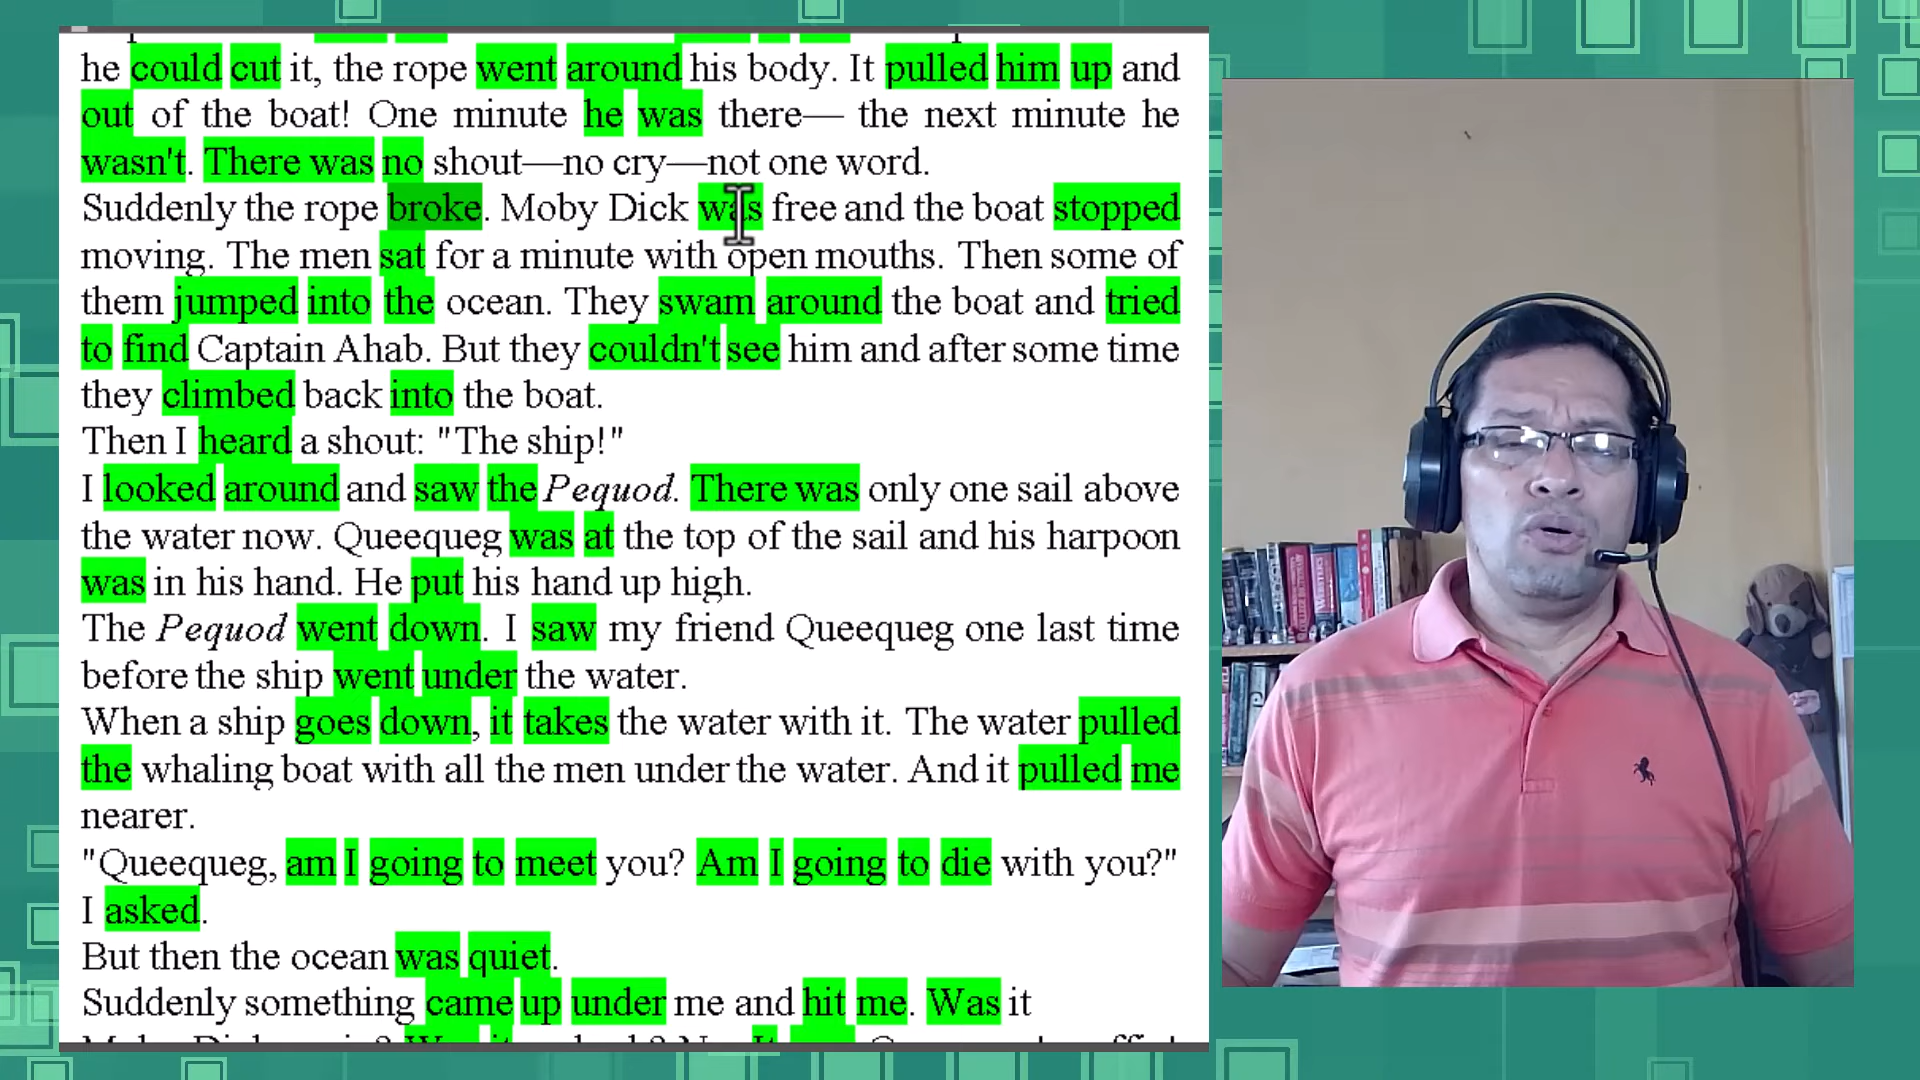 he could cut it, the rope went around his body. It pulled him up and
out of the boat! One minute he was there— the next minute he
wasn't. There was no shout—no cry—not one word.
Suddenly the rope broke. Moby Dick was free and the boat stopped
moving. The men sat for a minute with open mouths. Then some of
them jumped into the ocean. They swam around the boat and tried
to find Captain Ahab. But they couldn't see him and after some time
they climbed back into the boat.
Then I heard a shout: "The ship!"
I looked around and saw the Pequod. There was only one sail above
the water now. Queequeg was at the top of the sail and his harpoon
was in his hand. He put his hand up high.
The Pequod went down. I saw my friend Queequeg one last time
before the ship went under the water.
When a ship goes down, it takes the water with it. The water pulled
the whaling boat with all the men under the water. And it pulled me
nearer.
"Queequeg, am I going to meet you? Am I going to die with you?"
I asked.
But then the ocean was quiet.
Suddenly something came up under me and hit me. Was it